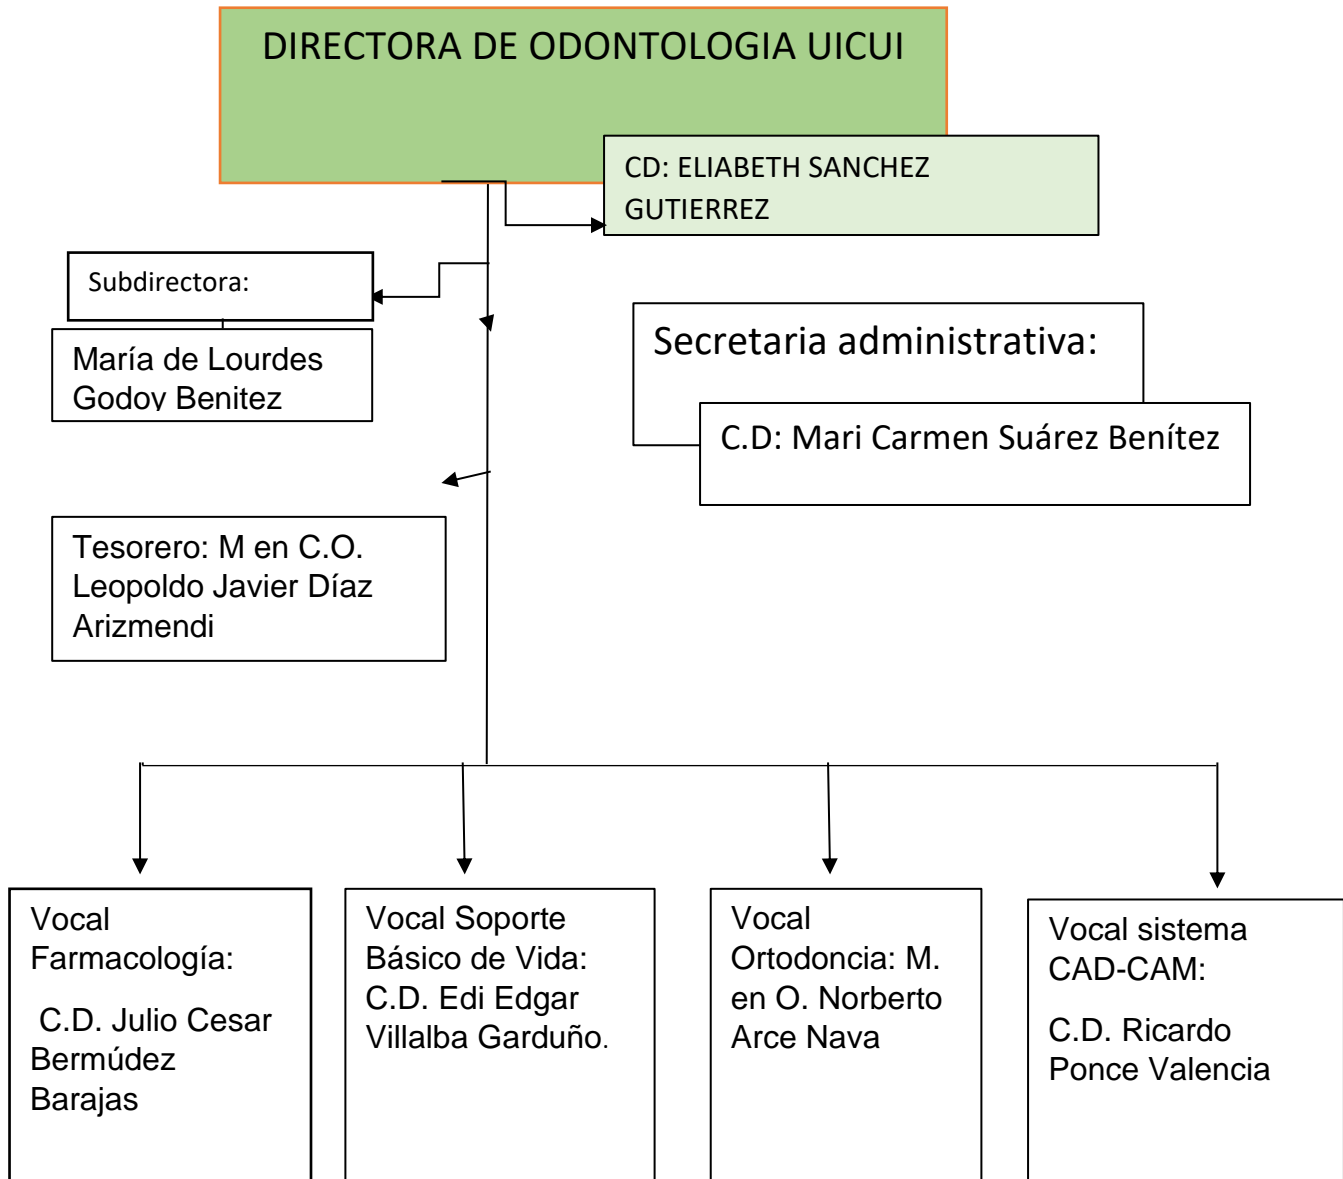 DIRECTORA DE ODONTOLOGIA UICUI
CD: ELIABETH SANCHEZ
GUTIERREZ
Subdirectora:
María de Lourdes
Godoy Benitez
Secretaria administrativa:
C.D: Mari Carmen Suárez Benítez
Tesorero: M en C.O.
Leopoldo Javier Díaz
Arizmendi
Vocal
Farmacología:
C.D. Julio Cesar
Bermúdez
Barajas
Vocal Soporte
Básico de Vida:
C.D. Edi Edgar
Villalba Garduño.
Vocal
Ortodoncia: M.
en O. Norberto
Arce Nava
Vocal sistema
CAD-CAM:
C.D. Ricardo
Ponce Valencia